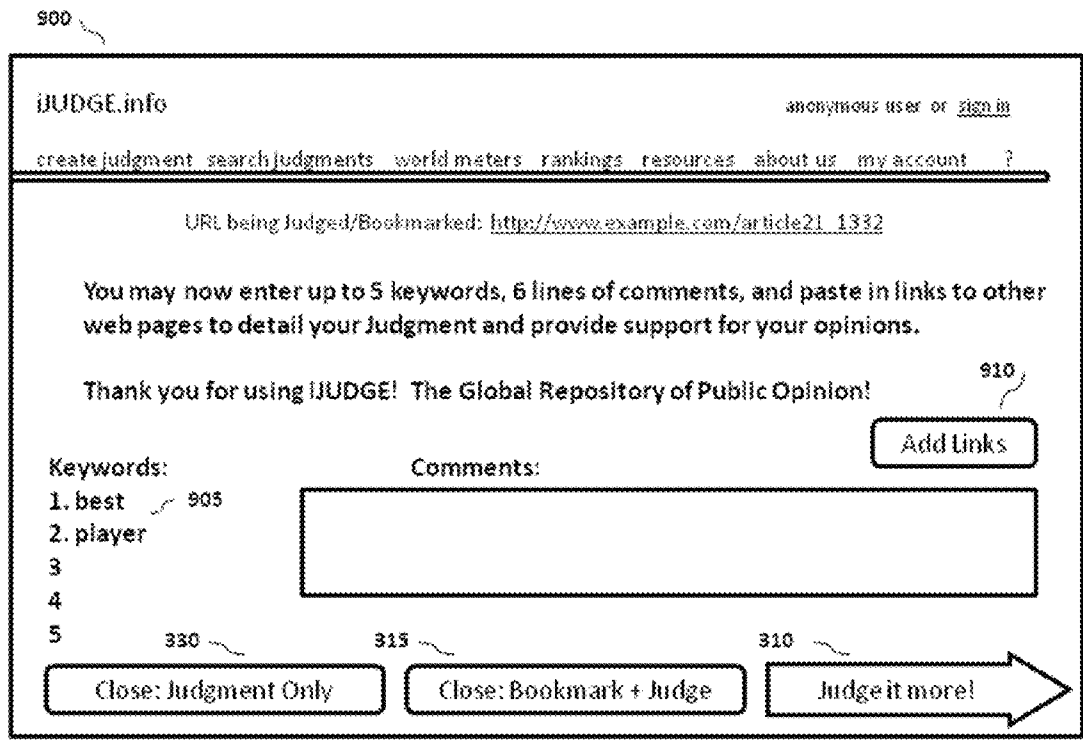 900
iJUDGE.info
anonymous user or sign in
create judgment search judgments world meters rankings resources about us my account ?
URL being Judged/Bookmarked: http://www.example.com/article21_1332
You may now enter up to 5 keywords, 6 lines of comments, and paste in links to other
web pages to detail your Judgment and provide support for your opinions.
910
Thank you for using iJUDGE! The Global Repository of Public Opinion!
Add Links
Keywords: Comments:
1. best 905
2. player
3
4
5
330 315 310
Close: Judgment Only Close: Bookmark + Judge Judge it more!